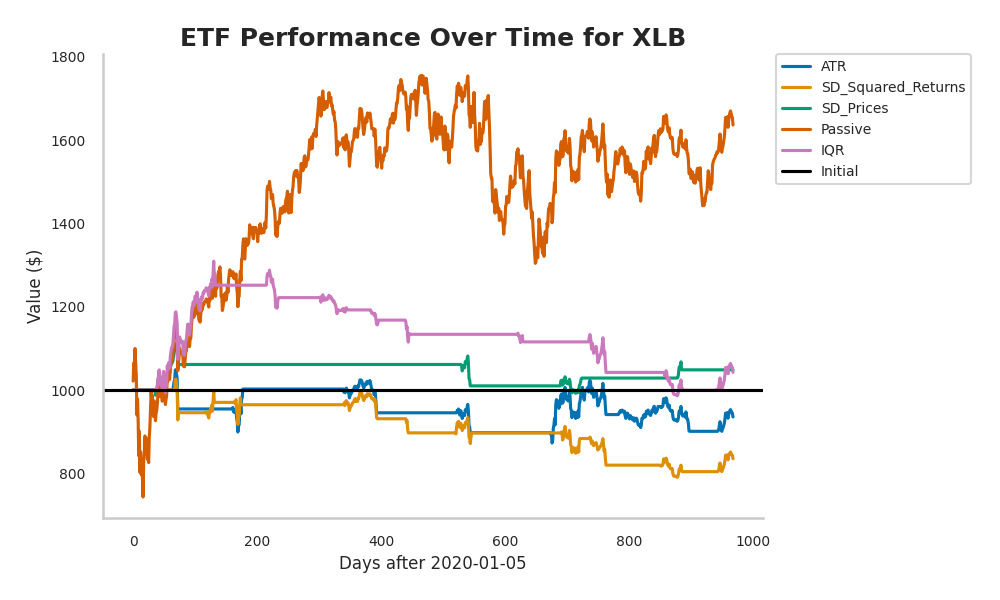 ETF Performance Over Time for XLB
1800
1600
1400
1200
1000
800
Value ($)
0
200
400
600
800
1000
Days after 2020-01-05
ATR
SD_Squared_Returns
SD_Prices
Passive
IQR
Initial